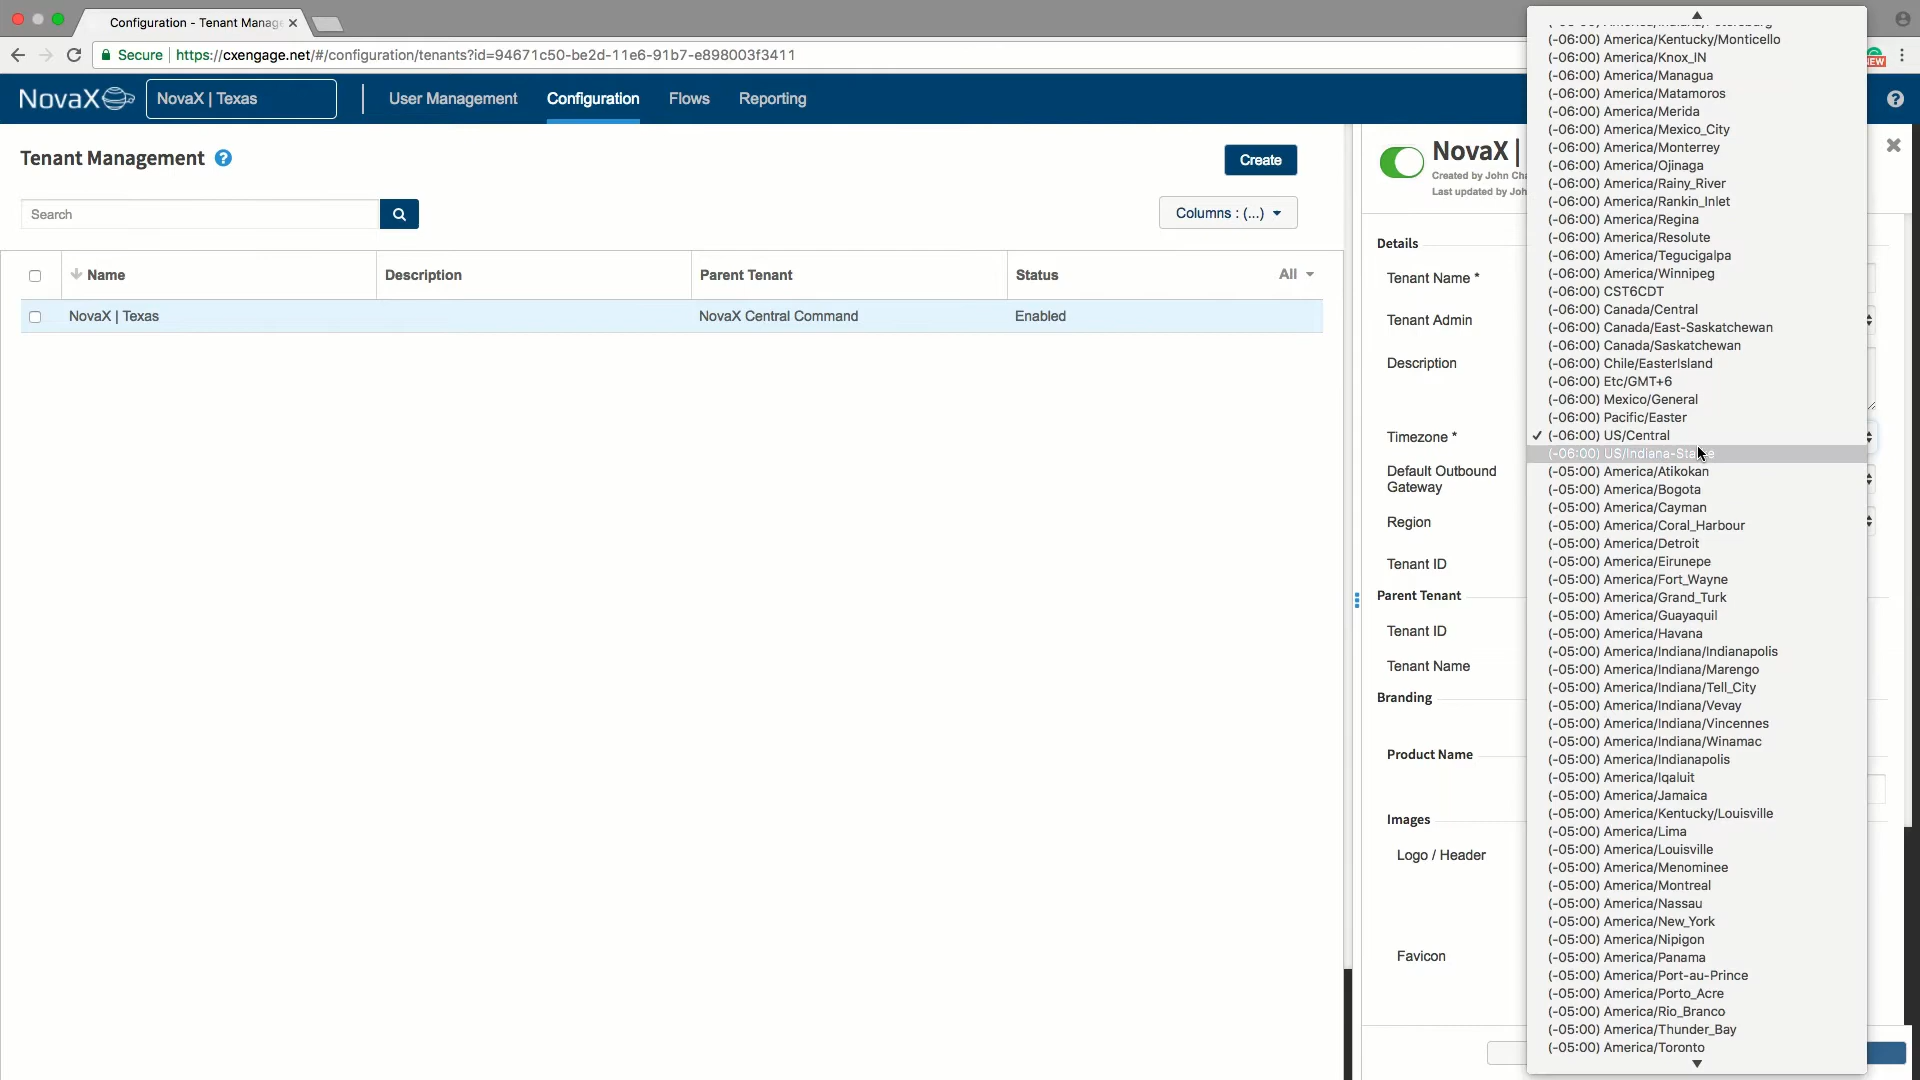 Configuration - Tenant Manag
Secure
https://cxengage.net/#/configuration/tenants?id=94671c50-be2d-11e6-91b7-e898003f3411
NEW
NovaX
NovaX | Texas
User Management
Configuration
Flows
Reporting
Tenant Management
Create
Search
Columns : (...)
Name
Description
Parent Tenant
Status
All
NovaX | Texas
NovaX Central Command
Enabled
NovaX |
Created by John Cha
Last updated by Joh
Details
Tenant Name *
Tenant Admin
Description
Timezone *
Default Outbound
Gateway
Region
Tenant ID
Parent Tenant
Tenant ID
Tenant Name
Branding
Product Name
Images
Logo / Header
Favicon
(-06:00) America/Kentucky/Monticello
(-06:00) America/Knox_IN
(-06:00) America/Managua
(-06:00) America/Matamoros
(-06:00) America/Merida
(-06:00) America/Mexico_City
(-06:00) America/Monterrey
(-06:00) America/Ojinaga
(-06:00) America/Rainy_River
(-06:00) America/Rankin_Inlet
(-06:00) America/Regina
(-06:00) America/Resolute
(-06:00) America/Tegucigalpa
(-06:00) America/Winnipeg
(-06:00) CST6CDT
(-06:00) Canada/Central
(-06:00) Canada/East-Saskatchewan
(-06:00) Canada/Saskatchewan
(-06:00) Chile/EasterIsland
(-06:00) Etc/GMT+6
(-06:00) Mexico/General
(-06:00) Pacific/Easter
✓ (-06:00) US/Central
(-06:00) US/Indiana-Sta e
(-05:00) America/Atikokan
(-05:00) America/Bogota
(-05:00) America/Cayman
(-05:00) America/Coral_Harbour
(-05:00) America/Detroit
(-05:00) America/Eirunepe
(-05:00) America/Fort_Wayne
(-05:00) America/Grand_Turk
(-05:00) America/Guayaquil
(-05:00) America/Havana
(-05:00) America/Indiana/Indianapolis
(-05:00) America/Indiana/Marengo
(-05:00) America/Indiana/Tell_City
(-05:00) America/Indiana/Vevay
(-05:00) America/Indiana/Vincennes
(-05:00) America/Indiana/Winamac
(-05:00) America/Indianapolis
(-05:00) America/Iqaluit
(-05:00) America/Jamaica
(-05:00) America/Kentucky/Louisville
(-05:00) America/Lima
(-05:00) America/Louisville
(-05:00) America/Menominee
(-05:00) America/Montreal
(-05:00) America/Nassau
(-05:00) America/New_York
(-05:00) America/Nipigon
(-05:00) America/Panama
(-05:00) America/Port-au-Prince
(-05:00) America/Porto_Acre
(-05:00) America/Rio_Branco
(-05:00) America/Thunder_Bay
(-05:00) America/Toronto